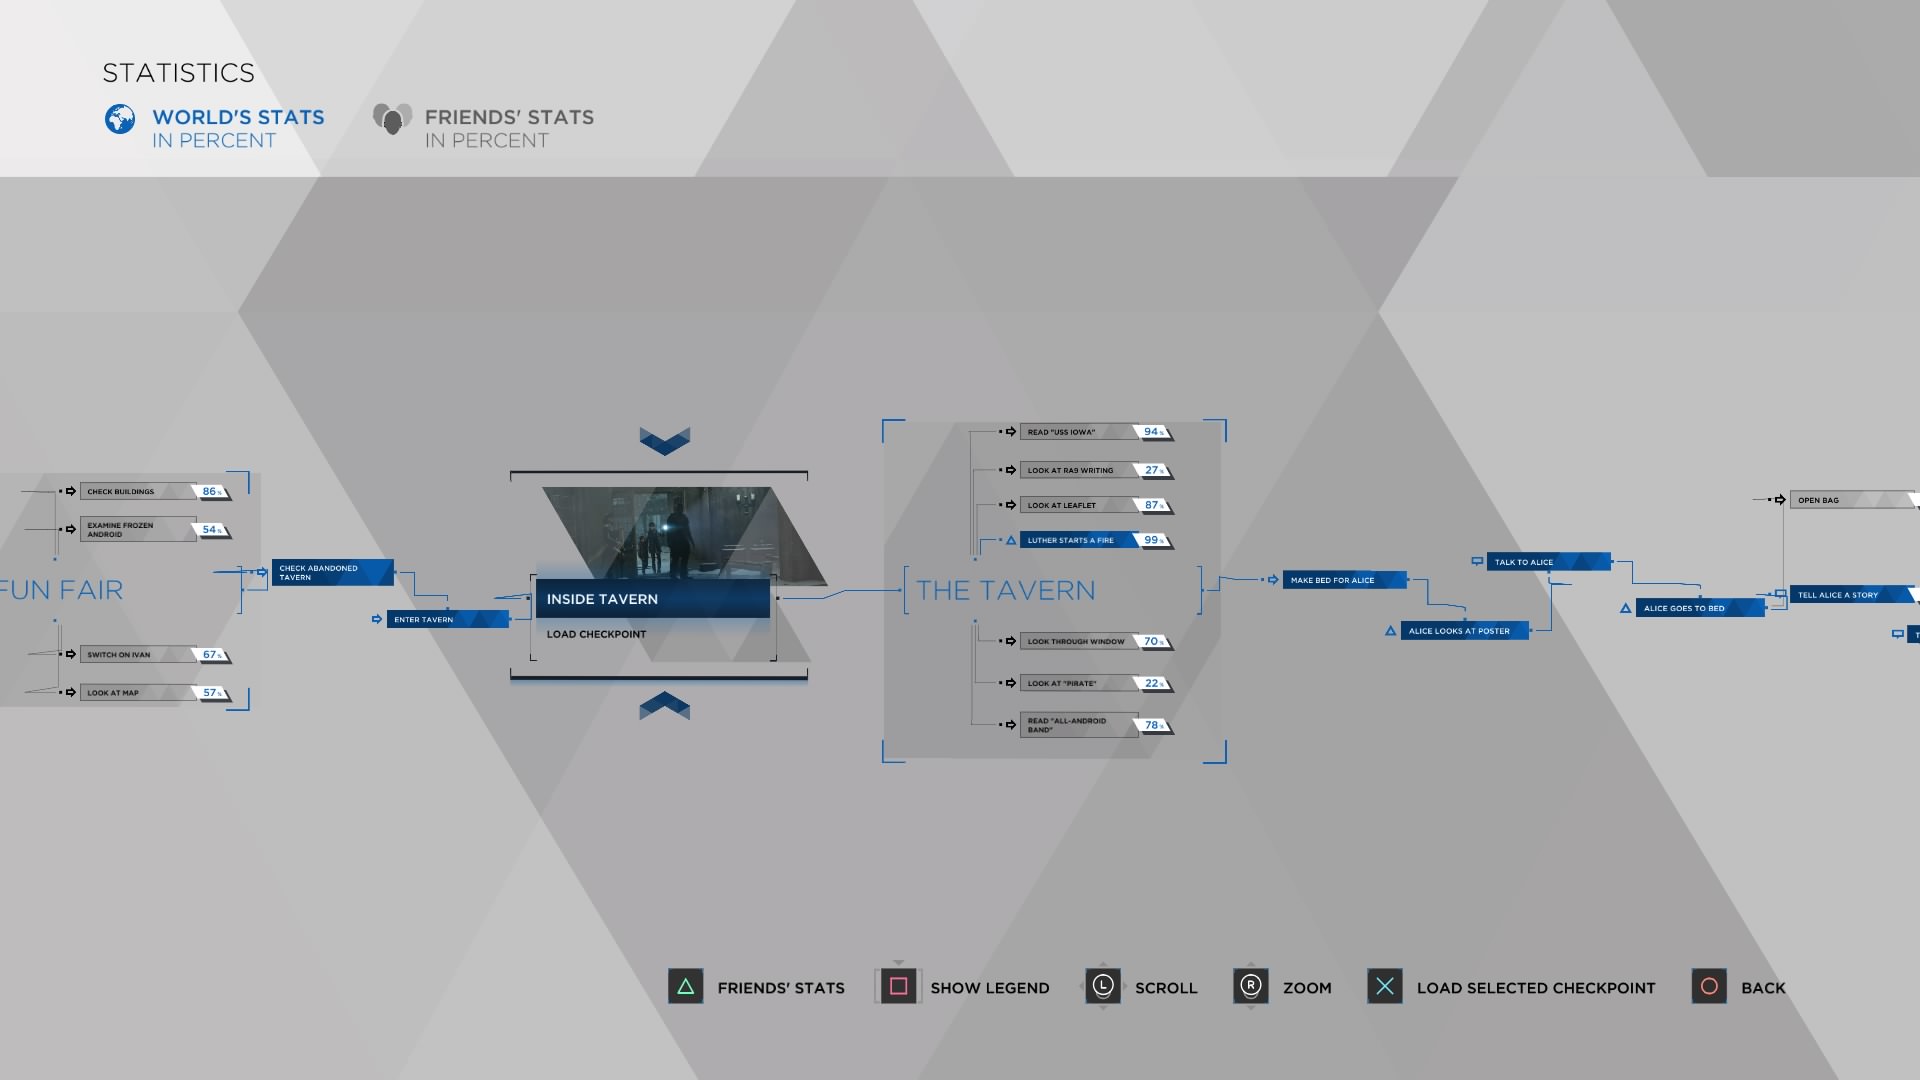 STATISTICS
WORLD'S STATS
IN PERCENT
FRIENDS' STATS
IN PERCENT
CHECK BUILDINGS 86%
EXAMINE FROZEN
ANDROID
54%
FUN FAIR
SWITCH ON IVAN 67%
LOOK AT MAP 57%
CHECK ABANDONED
TAVERN
ENTER TAVERN
INSIDE TAVERN
LOAD CHECKPOINT
READ "USS IOWA" 94%
LOOK AT RA9 WRITING 27%
LOOK AT LEAFLET 87%
LUTHER STARTS A FIRE 99%
THE TAVERN
LOOK THROUGH WINDOW 70%
LOOK AT "PIRATE" 22%
READ "ALL-ANDROID
BAND"
78%
MAKE BED FOR ALICE
ALICE LOOKS AT POSTER
TALK TO ALICE
ALICE GOES TO BED
OPEN BAG
TELL ALICE A STORY
FRIENDS' STATS
SHOW LEGEND
L SCROLL
R ZOOM
LOAD SELECTED CHECKPOINT
BACK